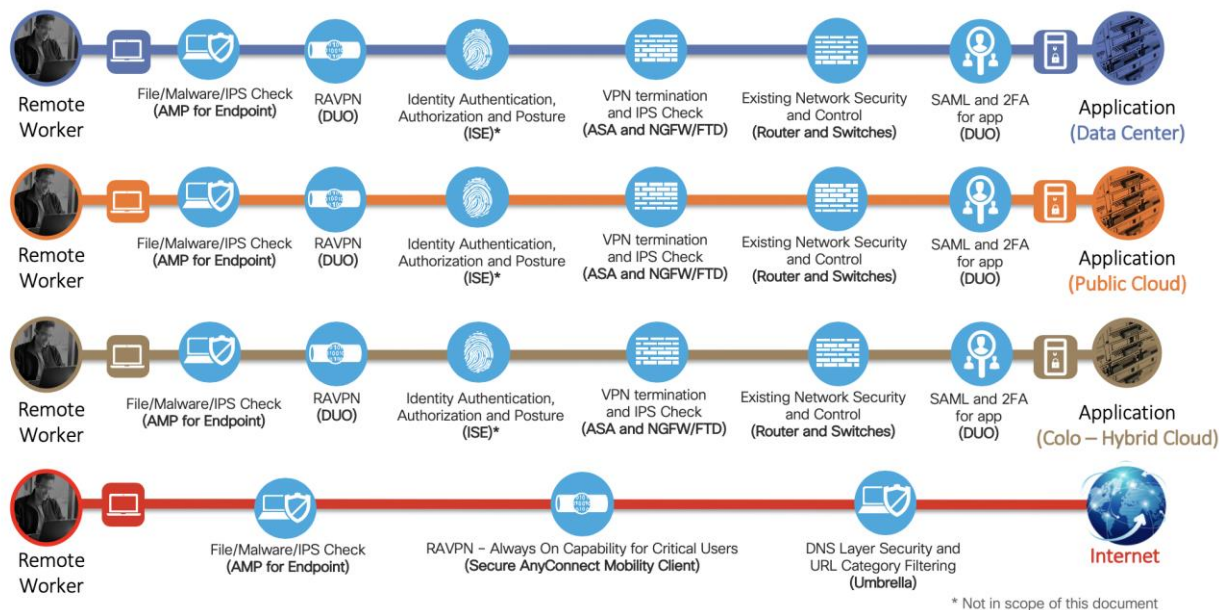 Remote
Worker
File/Malware/IPS Check
(AMP for Endpoint)
RAVPN
(DUO)
Identity Authentication,
Authorization and Posture
(ISE)*
VPN termination
and IPS Check
(ASA and NGFW/FTD)
Existing Network Security
and Control
(Router and Switches)
SAML and 2FA
for app
(DUO)
Application
(Data Center)
Remote
Worker
File/Malware/IPS Check
(AMP for Endpoint)
RAVPN
(DUO)
Identity Authentication,
Authorization and Posture
(ISE)*
VPN termination
and IPS Check
(ASA and NGFW/FTD)
Existing Network Security
and Control
(Router and Switches)
SAML and 2FA
for app
(DUO)
Application
(Public Cloud)
Remote
Worker
File/Malware/IPS Check
(AMP for Endpoint)
RAVPN
(DUO)
Identity Authentication,
Authorization and Posture
(ISE)*
VPN termination
and IPS Check
(ASA and NGFW/FTD)
Existing Network Security
and Control
(Router and Switches)
SAML and 2FA
for app
(DUO)
Application
(Colo – Hybrid Cloud)
Remote
Worker
File/Malware/IPS Check
(AMP for Endpoint)
RAVPN – Always On Capability for Critical Users
(Secure AnyConnect Mobility Client)
DNS Layer Security and
URL Category Filtering
(Umbrella)
Internet
* Not in scope of this document